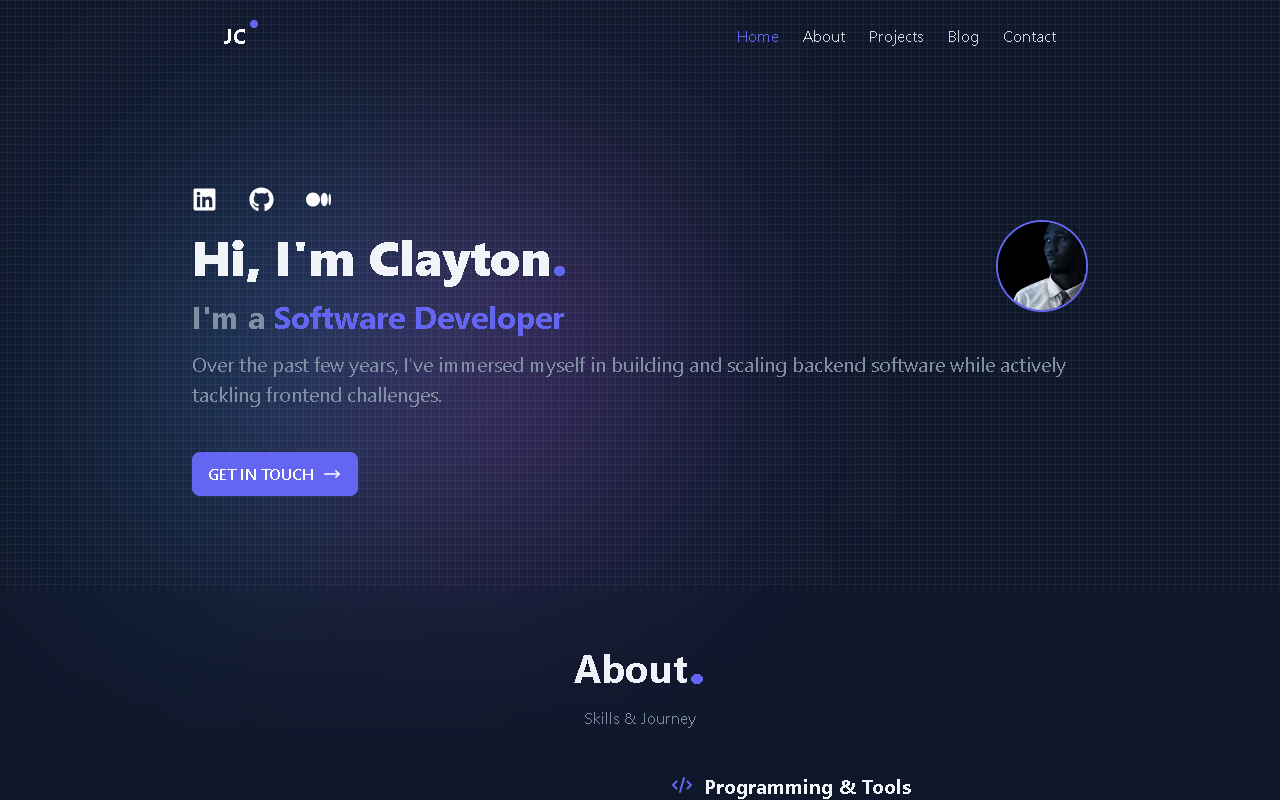 JC
Home About Projects Blog Contact
Hi, I'm Clayton.
I'm a Software Developer
Over the past few years, I've immersed myself in building and scaling backend software while actively
tackling frontend challenges.
GET IN TOUCH →
About.
Skills & Journey
</> Programming & Tools